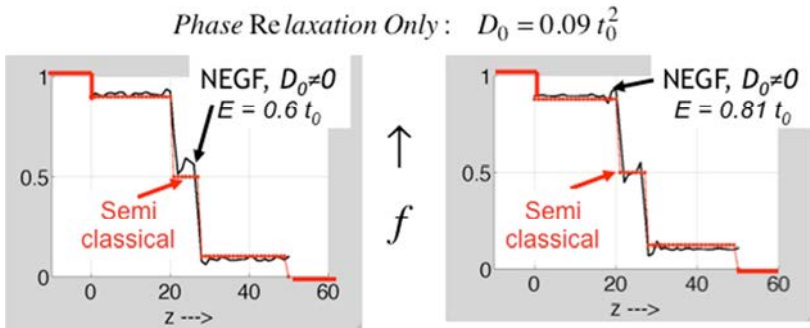 Phase Relaxation Only: D₀ = 0.09 t₀²
1
NEGF, D₀≠0
E = 0.6 t₀
0.5
Semi
classical
0
0 20 40 60
z --->
↑
f
1
NEGF, D₀≠0
E = 0.81 t₀
0.5
Semi
classical
0
0 20 40 60
z --->